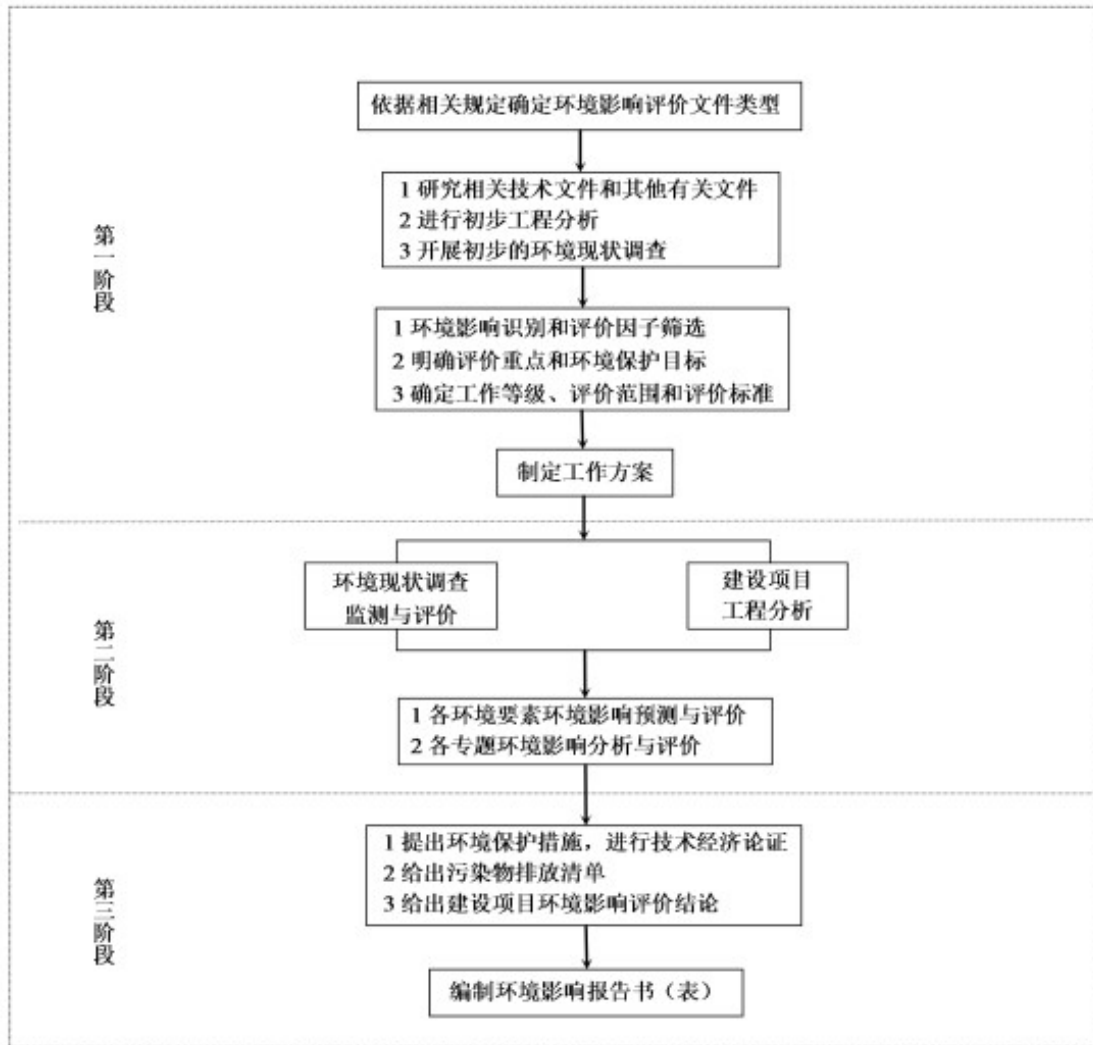 依据相关规定确定环境影响评价文件类型
1 研究相关技术文件和其他有关文件
2 进行初步工程分析
3 开展初步的环境现状调查
第一阶段
1 环境影响识别和评价因子筛选
2 明确评价重点和环境保护目标
3 确定工作等级、评价范围和评价标准
制定工作方案
环境现状调查
监测与评价
建设项目
工程分析
第二阶段
1 各环境要素环境影响预测与评价
2 各专题环境影响分析与评价
1 提出环境保护措施，进行技术经济论证
2 给出污染物排放清单
3 给出建设项目环境影响评价结论
第三阶段
编制环境影响报告书（表）